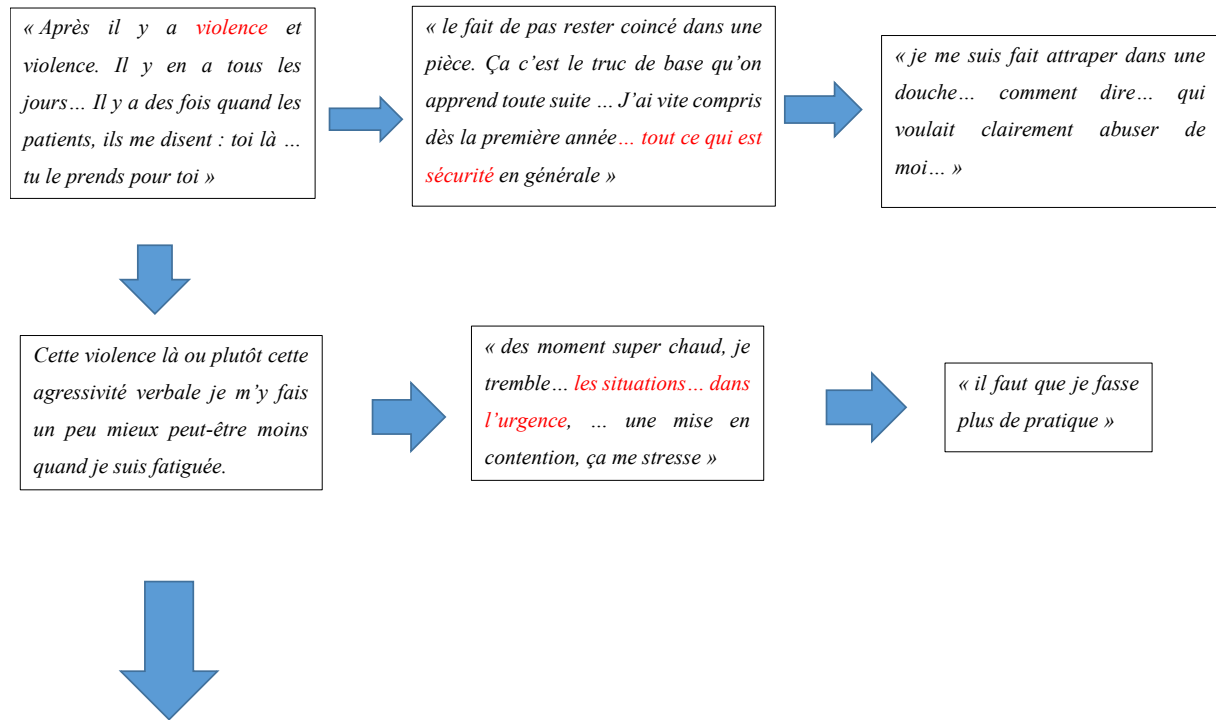 « Après il y a violence et
violence. Il y en a tous les
jours… Il y a des fois quand les
patients, ils me disent : toi là …
tu le prends pour toi »
« le fait de pas rester coincé dans une
pièce. Ça c’est le truc de base qu’on
apprend toute suite … J’ai vite compris
dès la première année… tout ce qui est
sécurité en générale »
« je me suis fait attraper dans une
douche… comment dire… qui
voulait clairement abuser de
moi… »
Cette violence là ou plutôt cette
agressivité verbale je m’y fais
un peu mieux peut-être moins
quand je suis fatiguée.
« des moment super chaud, je
tremble… les situations… dans
l’urgence, … une mise en
contention, ça me stresse »
« il faut que je fasse
plus de pratique »